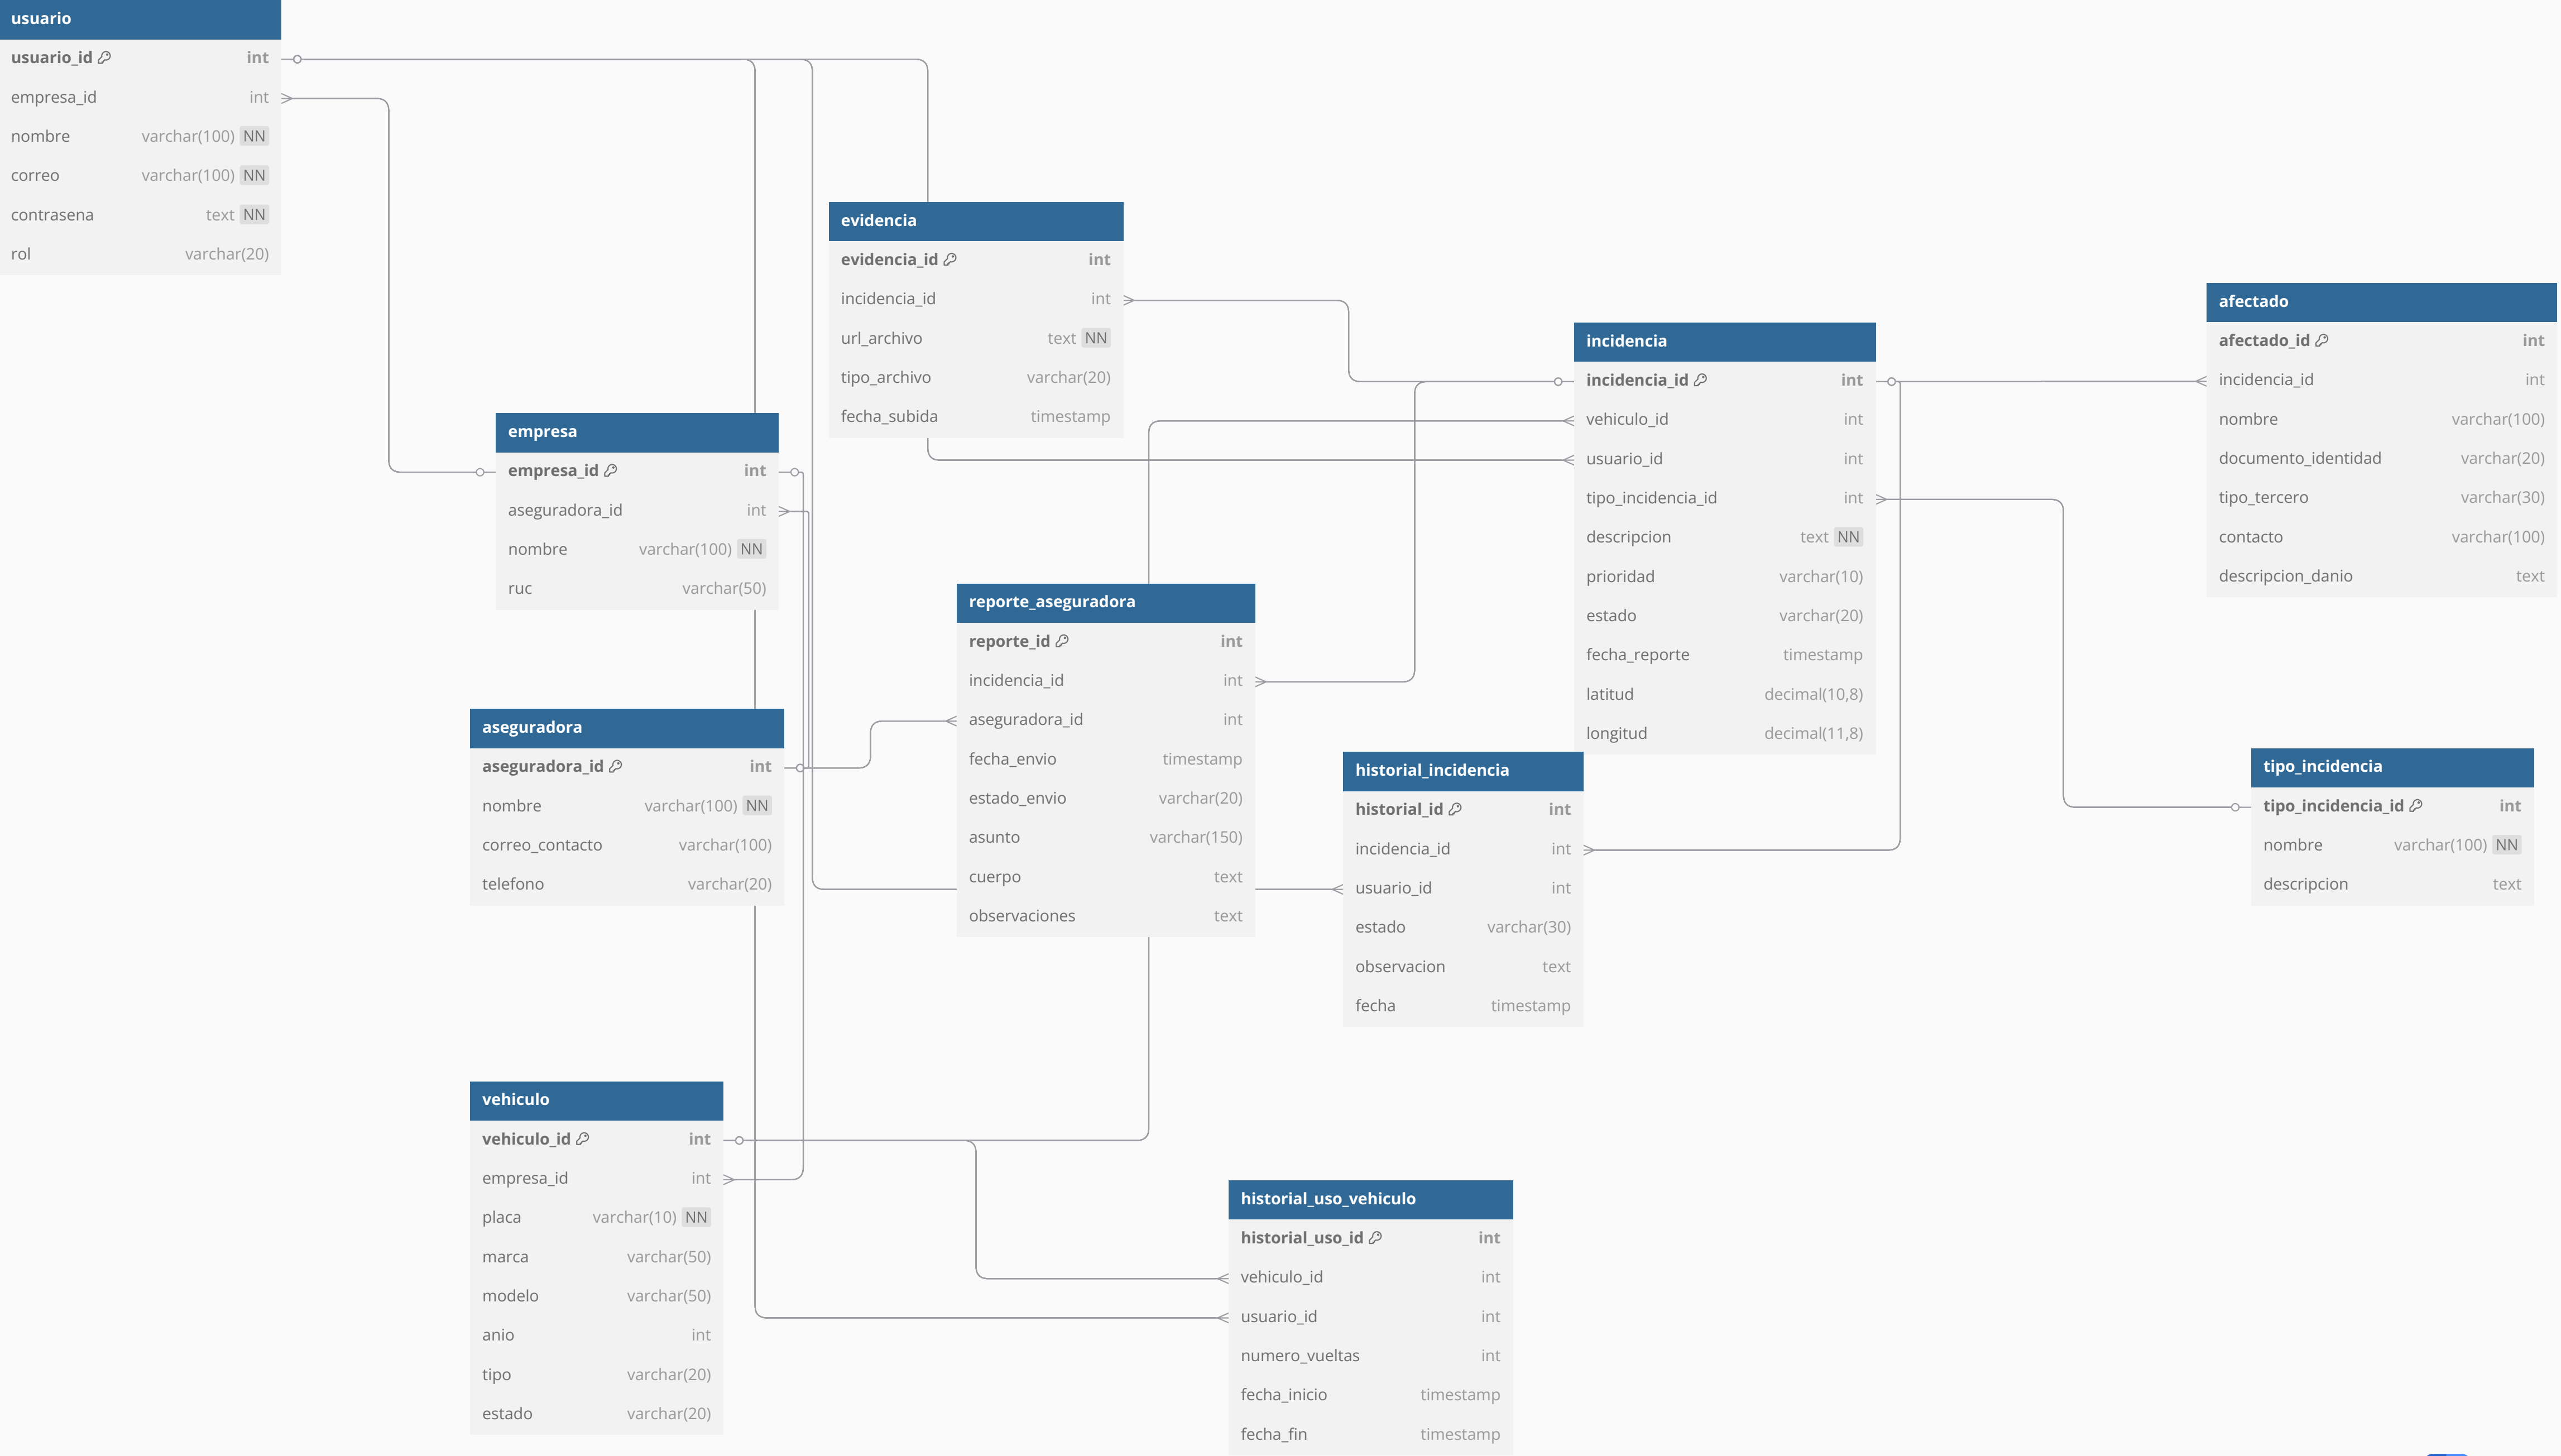 usuario
usuario_id int
empresa_id int
nombre varchar(100) NN
correo varchar(100) NN
contrasena text NN
rol varchar(20)
evidencia
evidencia_id int
incidencia_id int
url_archivo text NN
tipo_archivo varchar(20)
fecha_subida timestamp
afectado
afectado_id int
incidencia_id int
nombre varchar(100)
documento_identidad varchar(20)
tipo_tercero varchar(30)
contacto varchar(100)
descripcion_danio text
incidencia
incidencia_id int
vehiculo_id int
usuario_id int
tipo_incidencia_id int
descripcion text NN
prioridad varchar(10)
estado varchar(20)
fecha_reporte timestamp
latitud decimal(10,8)
longitud decimal(11,8)
empresa
empresa_id int
aseguradora_id int
nombre varchar(100) NN
ruc varchar(50)
reporte_aseguradora
reporte_id int
incidencia_id int
aseguradora_id int
fecha_envio timestamp
estado_envio varchar(20)
asunto varchar(150)
cuerpo text
observaciones text
aseguradora
aseguradora_id int
nombre varchar(100) NN
correo_contacto varchar(100)
telefono varchar(20)
historial_incidencia
historial_id int
incidencia_id int
usuario_id int
estado varchar(30)
observacion text
fecha timestamp
tipo_incidencia
tipo_incidencia_id int
nombre varchar(100) NN
descripcion text
vehiculo
vehiculo_id int
empresa_id int
placa varchar(10) NN
marca varchar(50)
modelo varchar(50)
anio int
tipo varchar(20)
estado varchar(20)
historial_uso_vehiculo
historial_uso_id int
vehiculo_id int
usuario_id int
numero_vueltas int
fecha_inicio timestamp
fecha_fin timestamp